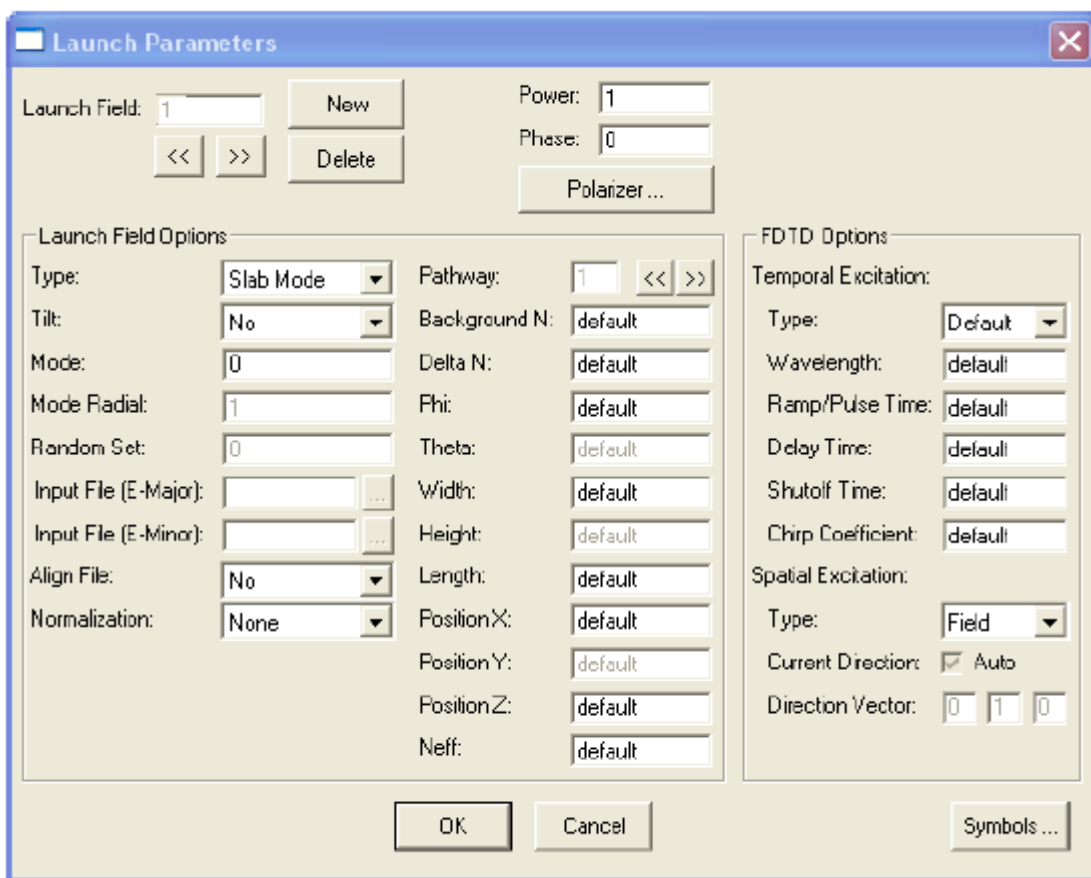 Launch Parameters
Launch Field: 1 New
<< >> Delete
Power: 1
Phase: 0
Polarizer ...
Launch Field Options
Type: Slab Mode
Tilt: No
Mode: 0
Mode Radial: 1
Random Set: 0
Input File (E-Major): ...
Input File (E-Minor): ...
Align File: No
Normalization: None
Pathway: 1 << >>
Background N: default
Delta N: default
Phi: default
Theta: default
Width: default
Height: default
Length: default
Position X: default
Position Y: default
Position Z: default
Neff: default
FDTD Options
Temporal Excitation:
Type: Default
Wavelength: default
Ramp/Pulse Time: default
Delay Time: default
Shutoff Time: default
Chirp Coefficient: default
Spatial Excitation:
Type: Field
Current Direction: Auto
Direction Vector: 0 1 0
OK Cancel Symbols ...